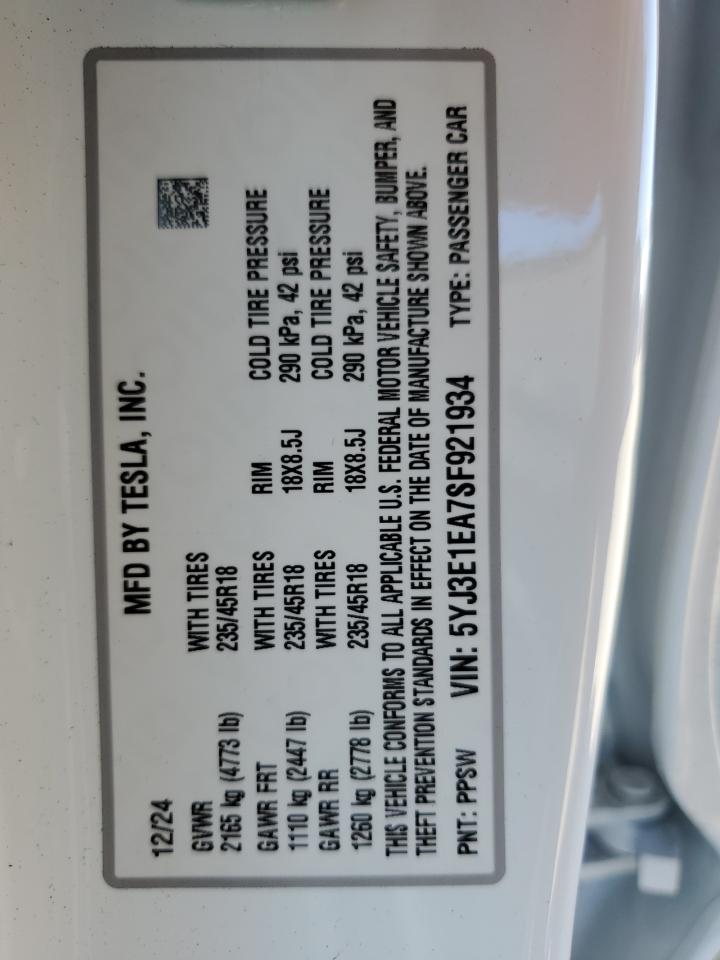 MFD BY TESLA, INC.
12/24
GVWR WITH TIRES
2165 kg (4773 lb) 235/45R18
GAWR FRT WITH TIRES RIM COLD TIRE PRESSURE
1110 kg (2447 lb) 235/45R18 18X8.5J 290 kPa, 42 psi
GAWR RR WITH TIRES RIM COLD TIRE PRESSURE
1260 kg (2778 lb) 235/45R18 18X8.5J 290 kPa, 42 psi
THIS VEHICLE CONFORMS TO ALL APPLICABLE U.S. FEDERAL MOTOR VEHICLE SAFETY, BUMPER, AND
THEFT PREVENTION STANDARDS IN EFFECT ON THE DATE OF MANUFACTURE SHOWN ABOVE.
PNT: PPSW VIN: 5YJ3E1EA7SF921934 TYPE: PASSENGER CAR